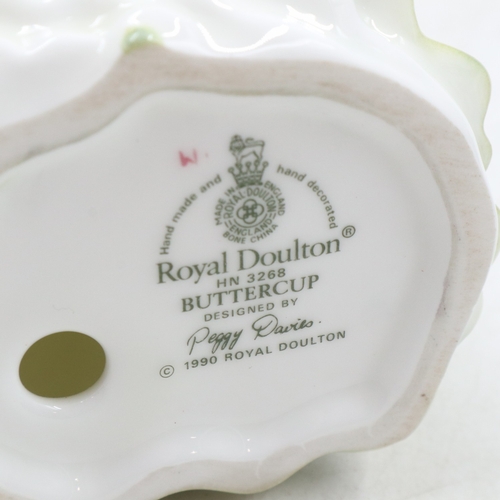 W.
Hand made and hand decorated
MADE IN ENGLAND
ROYAL DOULTON
ENGLAND
BONE CHINA
Royal Doulton®
HN 3268
BUTTERCUP
DESIGNED BY
Peggy Davies.
© 1990 ROYAL DOULTON